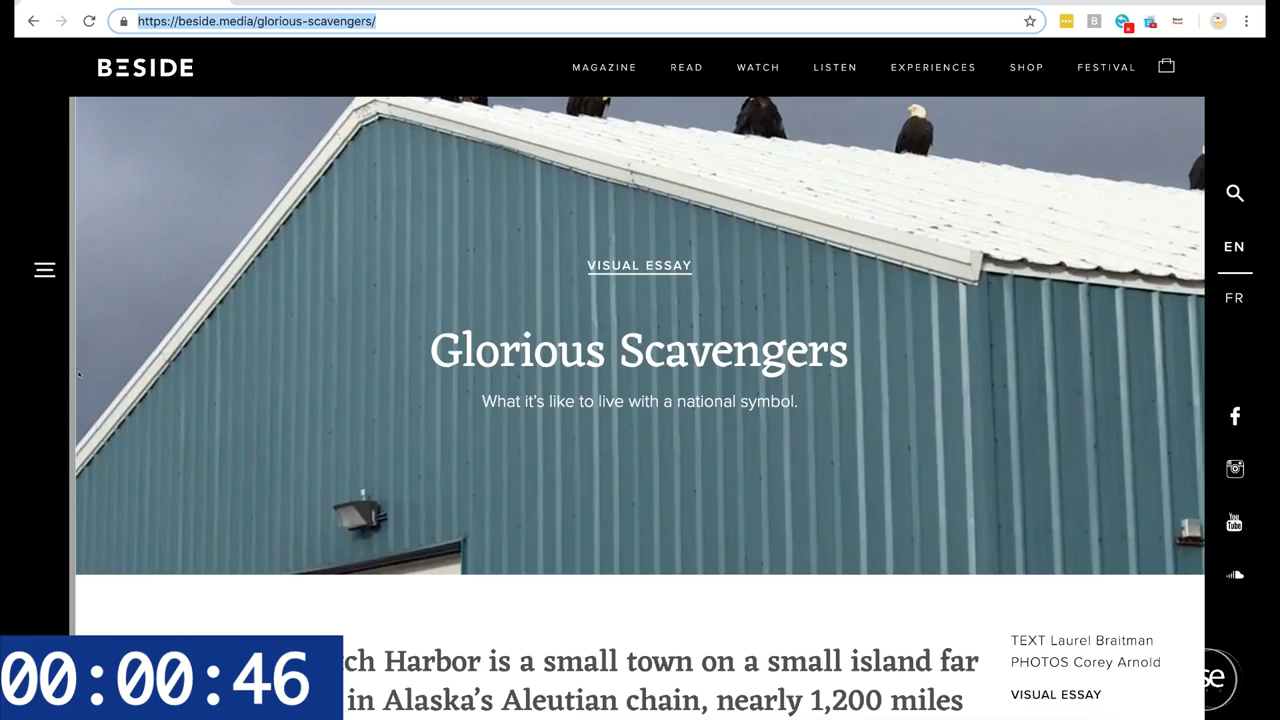 https://beside.media/glorious-scavengers/
BESIDE
MAGAZINE READ WATCH LISTEN EXPERIENCES SHOP FESTIVAL
EN
FR
VISUAL ESSAY
Glorious Scavengers
What it's like to live with a national symbol.
You
Tube
TEXT Laurel Braitman
PHOTOS Corey Arnold
VISUAL ESSAY
Harbor is a small town on a small island far
in Alaska's Aleutian chain, nearly 1,200 miles
00:00:46